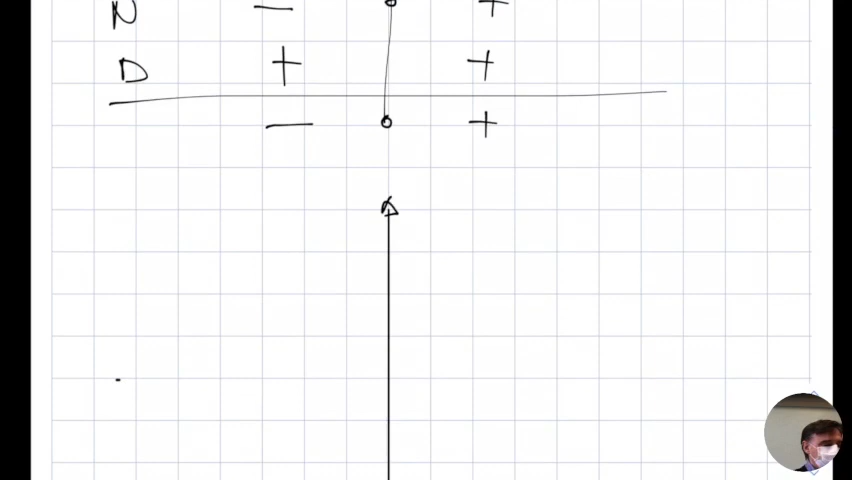 N − +
D + +
− +